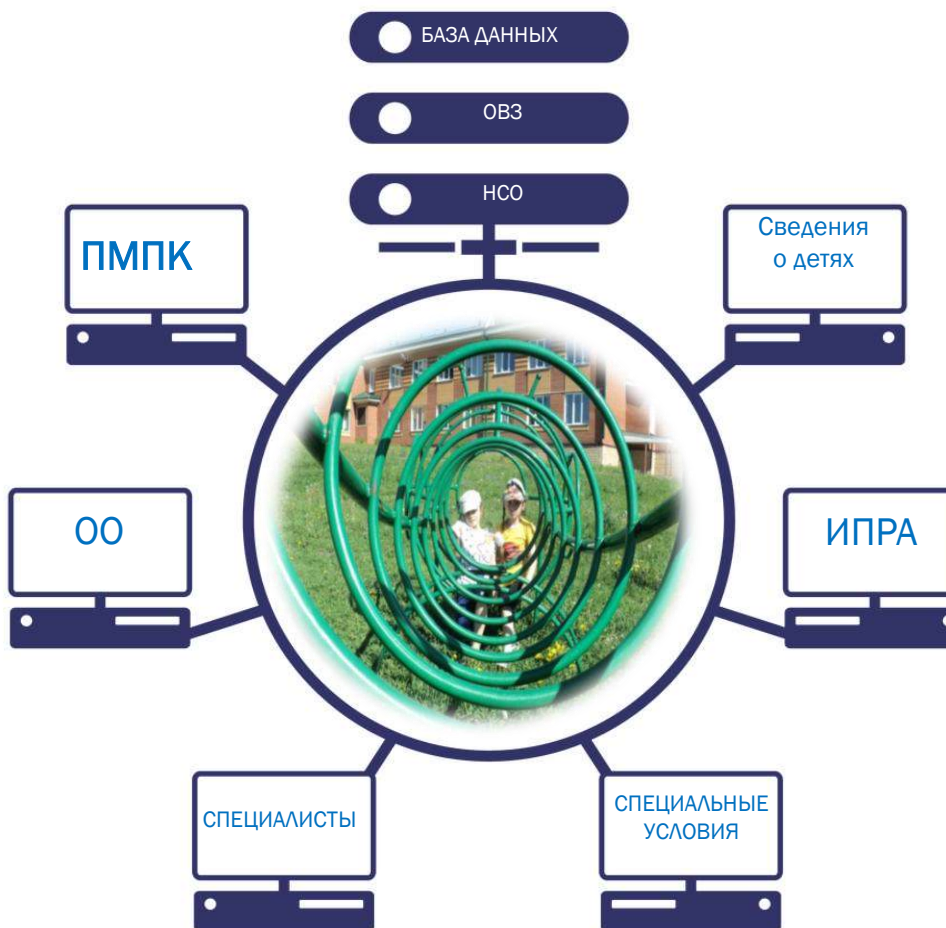 БАЗА ДАННЫХ
ОВЗ
НСО
ПМПК
Сведения
о детях
ОО
ИПРА
СПЕЦИАЛИСТЫ
СПЕЦИАЛЬНЫЕ
УСЛОВИЯ